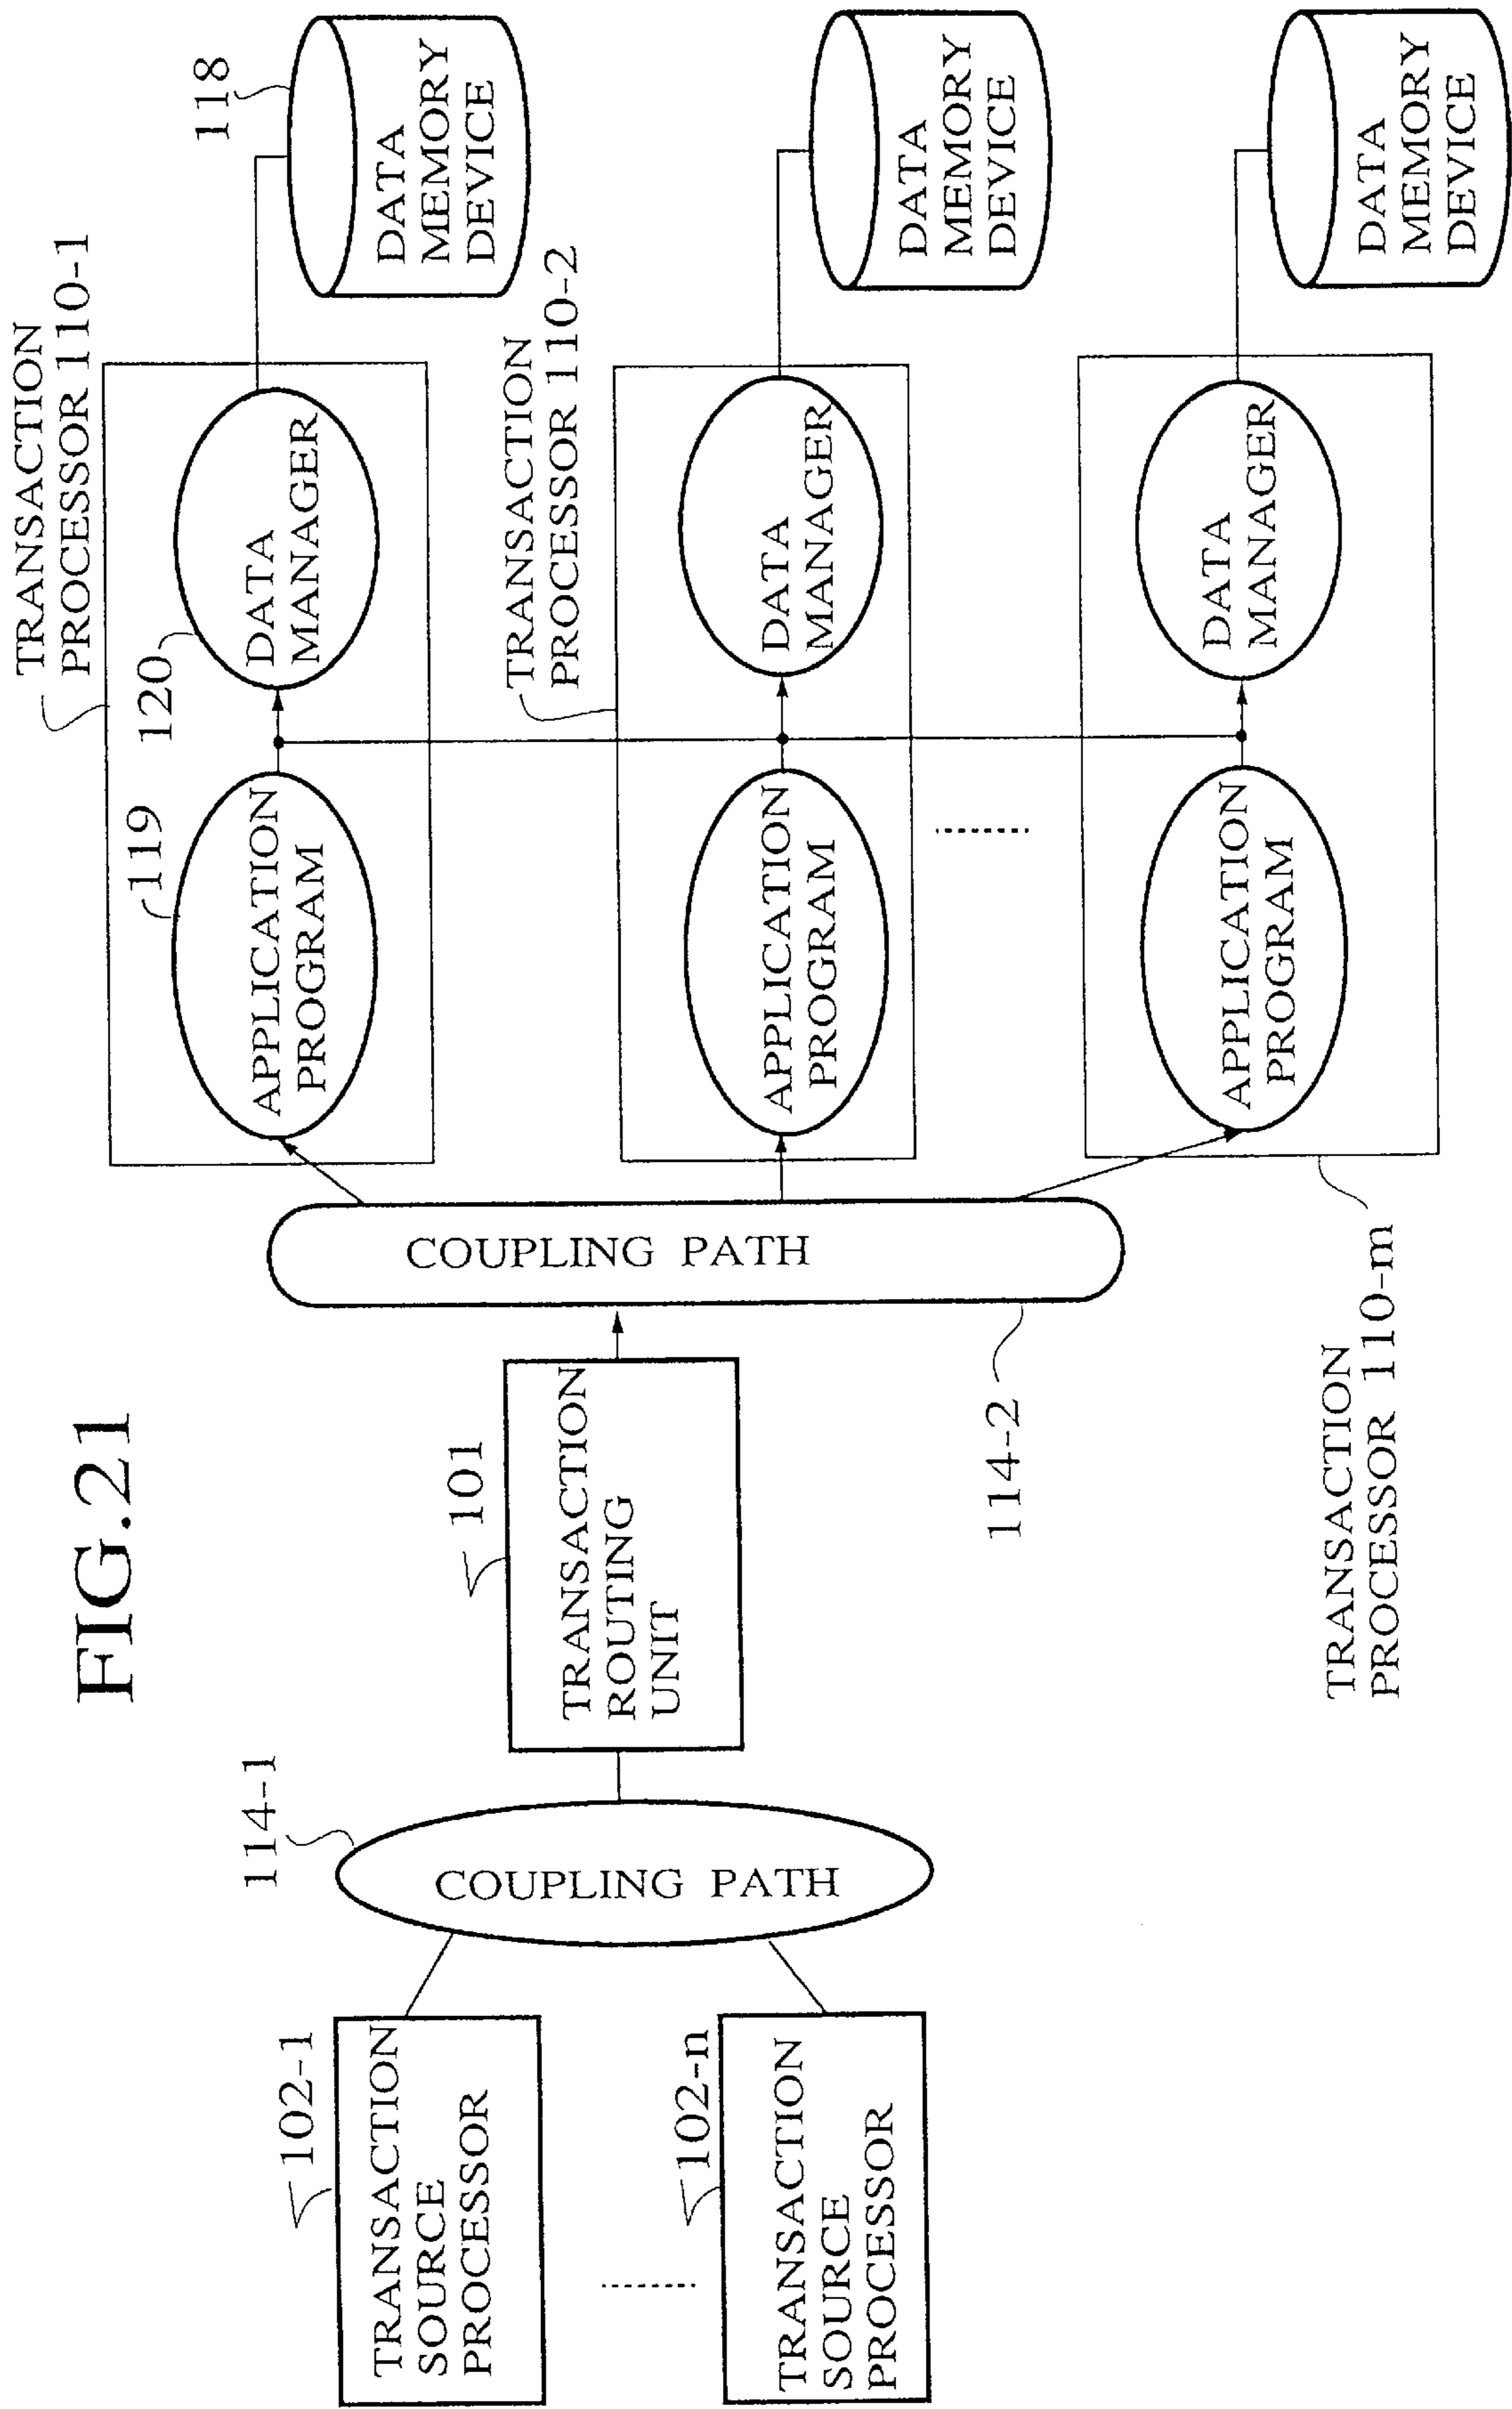 FIG.21
102-1
TRANSACTION
SOURCE
PROCESSOR
102-n
TRANSACTION
SOURCE
PROCESSOR
114-1
COUPLING PATH
101
TRANSACTION
ROUTING
UNIT
COUPLING PATH
114-2
TRANSACTION
PROCESSOR 110-1
119
APPLICATION
PROGRAM
120
DATA
MANAGER
118
DATA
MEMORY
DEVICE
TRANSACTION
PROCESSOR 110-2
APPLICATION
PROGRAM
DATA
MANAGER
DATA
MEMORY
DEVICE
TRANSACTION
PROCESSOR 110-m
APPLICATION
PROGRAM
DATA
MANAGER
DATA
MEMORY
DEVICE